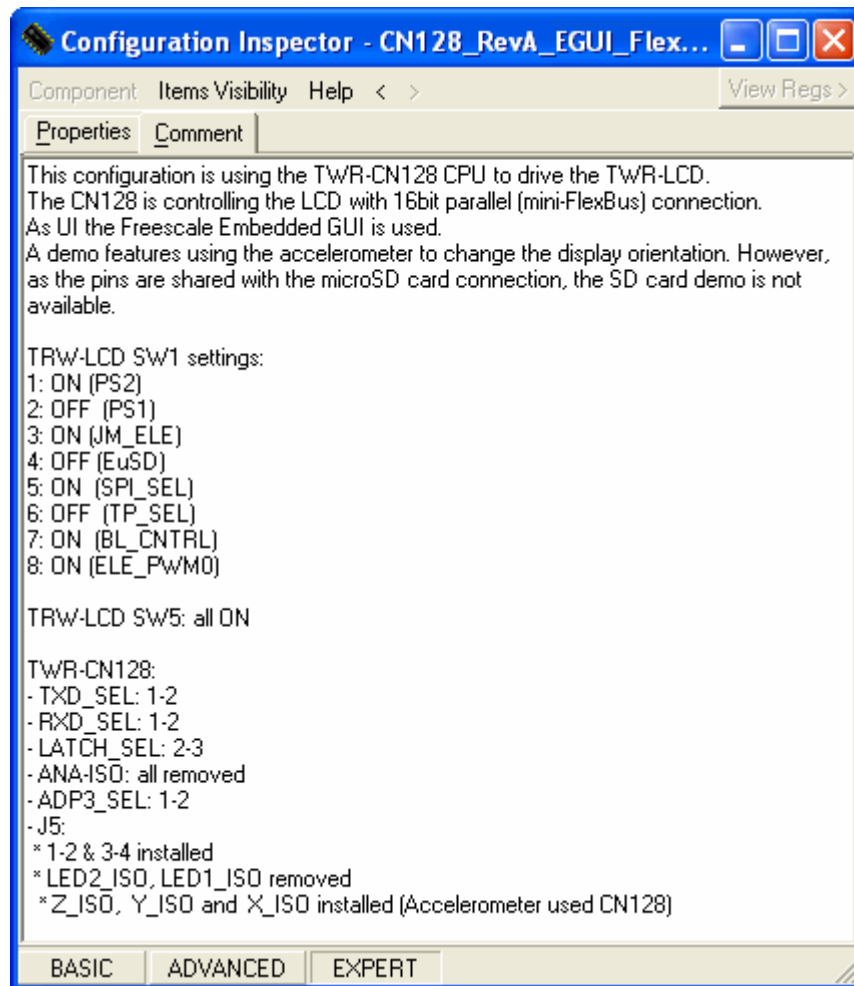 Configuration Inspector - CN128_RevA_EGUI_Flex...
Component Items Visibility Help < > View Regs >
Properties Comment
This configuration is using the TWR-CN128 CPU to drive the TWR-LCD.
The CN128 is controlling the LCD with 16bit parallel (mini-FlexBus) connection.
As UI the Freescale Embedded GUI is used.
A demo features using the accelerometer to change the display orientation. However,
as the pins are shared with the microSD card connection, the SD card demo is not
available.
TRW-LCD SW1 settings:
1: ON (PS2)
2: OFF (PS1)
3: ON (JM_ELE)
4: OFF (EuSD)
5: ON (SPI_SEL)
6: OFF (TP_SEL)
7: ON (BL_CNTRL)
8: ON (ELE_PWM0)
TRW-LCD SW5: all ON
TWR-CN128:
- TXD_SEL: 1-2
- RXD_SEL: 1-2
- LATCH_SEL: 2-3
- ANA-ISO: all removed
- ADP3_SEL: 1-2
- J5:
* 1-2 & 3-4 installed
* LED2_ISO, LED1_ISO removed
* Z_ISO, Y_ISO and X_ISO installed (Accelerometer used CN128)
BASIC ADVANCED EXPERT